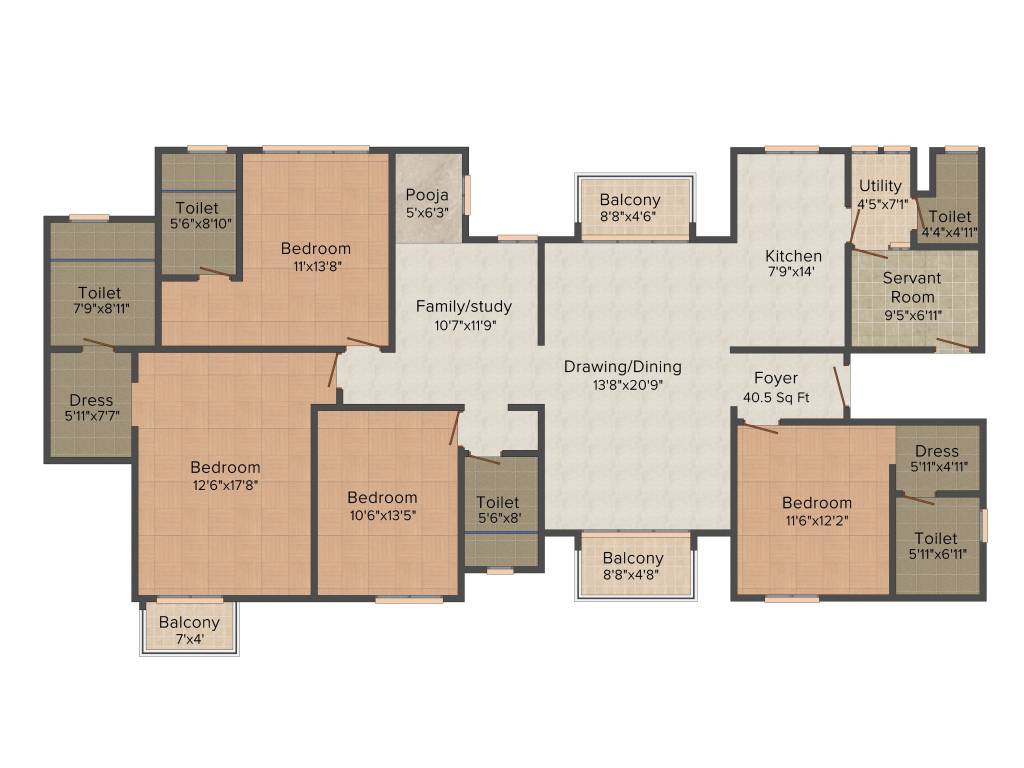 Toilet
5'6"x8'10"
Bedroom
11'x13'8"
Pooja
5'x6'3"
Balcony
8'8"x4'6"
Kitchen
7'9"x14'
Utility
4'5"x7'1"
Toilet
4'4"x4'11"
Servant
Room
9'5"x6'11"
Toilet
7'9"x8'11"
Family/study
10'7"x11'9"
Drawing/Dining
13'8"x20'9"
Foyer
40.5 Sq Ft
Dress
5'11"x7'7"
Bedroom
12'6"x17'8"
Bedroom
10'6"x13'5"
Toilet
5'6"x8'
Bedroom
11'6"x12'2"
Dress
5'11"x4'11"
Toilet
5'11"x6'11"
Balcony
8'8"x4'8"
Balcony
7'x4'